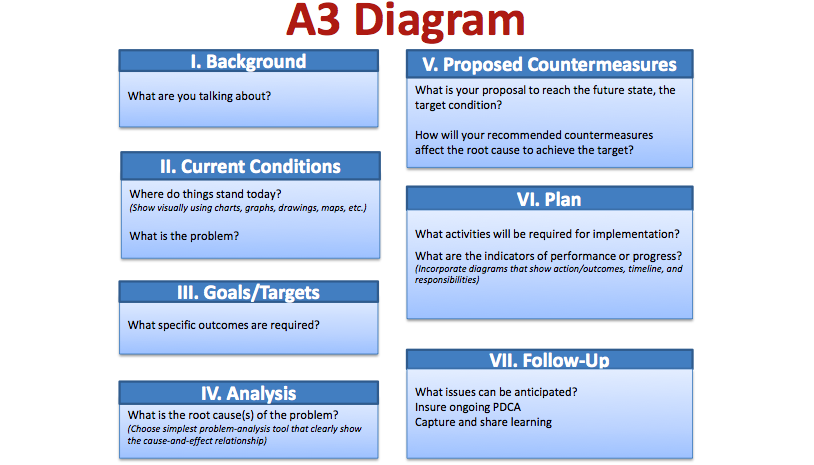 A3 Diagram
I. Background
What are you talking about?
II. Current Conditions
Where do things stand today?
(Show visually using charts, graphs, drawings, maps, etc.)
What is the problem?
III. Goals/Targets
What specific outcomes are required?
IV. Analysis
What is the root cause(s) of the problem?
(Choose simplest problem-analysis tool that clearly show
the cause-and-effect relationship)
V. Proposed Countermeasures
What is your proposal to reach the future state, the
target condition?
How will your recommended countermeasures
affect the root cause to achieve the target?
VI. Plan
What activities will be required for implementation?
What are the indicators of performance or progress?
(Incorporate diagrams that show action/outcomes, timeline, and
responsibilities)
VII. Follow-Up
What issues can be anticipated?
Insure ongoing PDCA
Capture and share learning